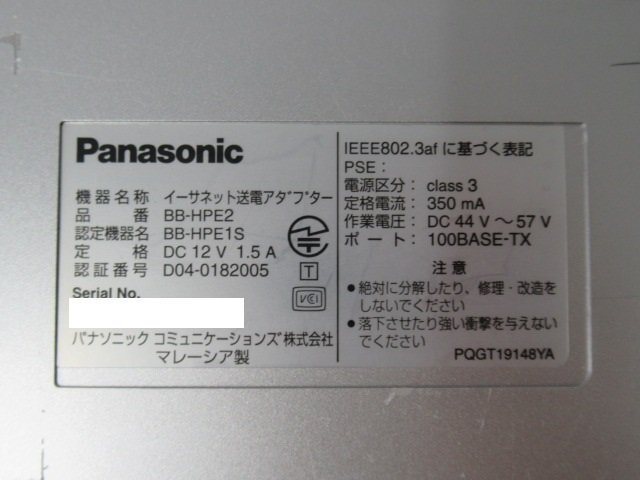 Panasonic
機器名称 イーサネット送電アダプター
品 番 BB-HPE2
認定機器名 BB-HPE1S
定 格 DC 12 V 1.5 A
認証番号 D04-0182005
T
Serial No.
VCI
パナソニック コミュニケーションズ株式会社
マレーシア製
IEEE802.3af に基づく表記
PSE：
電源区分：class 3
定格電流：350 mA
作業電圧：DC 44 V～57 V
ポート：100BASE-TX
注意
●絶対に分解したり、修理・改造を
しないでください
●落下させたり強い衝撃を与えない
でください
PQGT19148YA